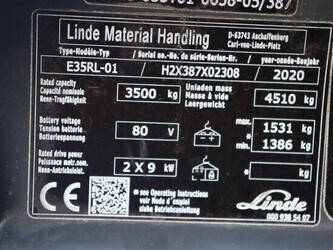 Linde Material Handling
D-63743 Aschaffenburg
Carl-von-Linde-Platz
Type-Modèle-Typ / Serial no.-No. de série-Serien-Nr. / year-année-Baujahr
E35RL-01 / H2X387X02308 / 2020
Rated capacity
Capacité nominale
Nenn-Tragfähigkeit
3500 kg
Unladen mass
Masse à vide
Leergewicht
4510 kg
Battery voltage
Tension batterie
Batteriespannung
80 V
max. 1531 kg
* min. 1386 kg
Rated drive power
Puissance motr. nom.
Nenn-Antriebsleist.
2 X 9 kW
CE
see Operating instructions
voir Mode d'emploi
siehe Betriebsanleitung
Linde
000 938 54 07